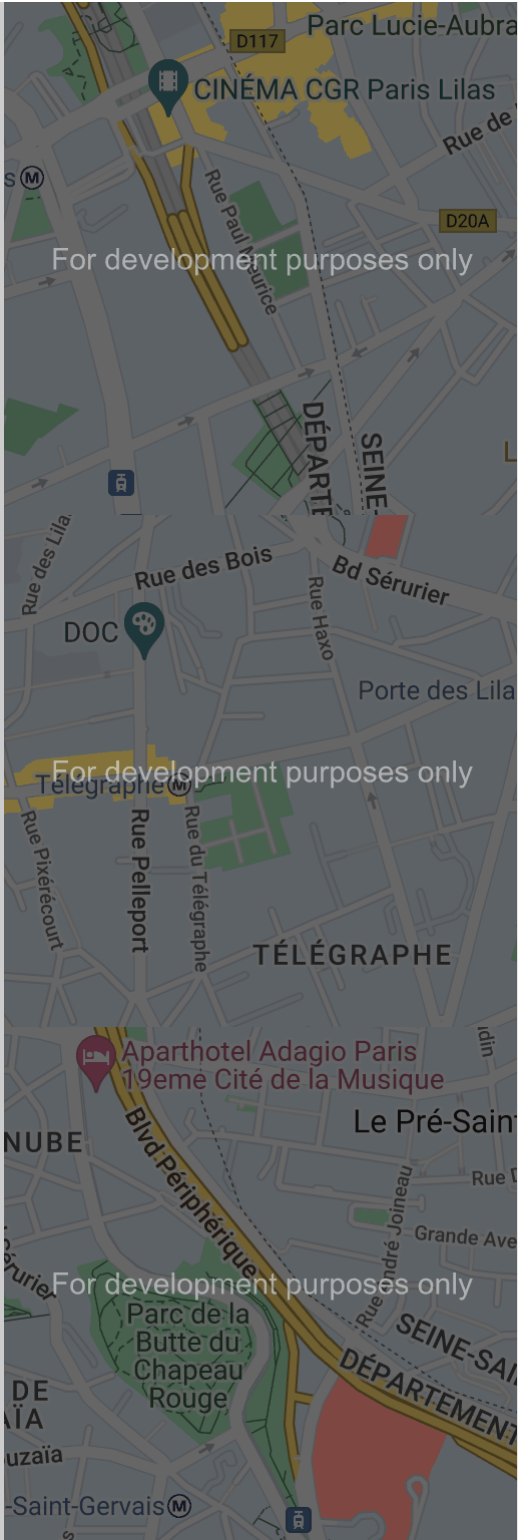 Parc Lucie-Aubra
D117
CINÉMA CGR Paris Lilas
Rue de
s
M
D20A
Rue Paul Meurice
For development purposes only
DÉPARTE
SEINE-
L
Rue des Lila
Rue des Bois
Bd Sérurier
Rue Haxo
DOC
Porte des Lila
For development purposes only
Télégraphe
M
Rue Pixérécourt
Rue Pelleport
Rue du Télégraphe
TÉLÉGRAPHE
Aparthotel Adagio Paris
19eme Cité de la Musique
din
Le Pré-Saint
NUBE
Blvd Périphérique
Rue D
Rue André Joineau
Grande Ave
Sérurier
For development purposes only
Parc de la
Butte du
Chapeau
Rouge
SEINE-SAI
DÉPARTEMENT
DE
AÏA
uzaïa
-Saint-Gervais
M
s